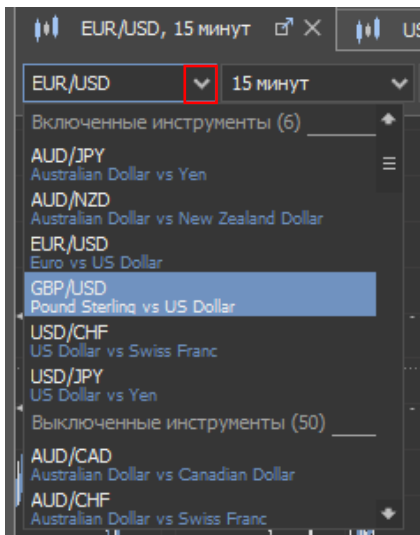 EUR/USD, 15 минут
US
EUR/USD
15 минут
Включенные инструменты (6)
AUD/JPY
Australian Dollar vs Yen
AUD/NZD
Australian Dollar vs New Zealand Dollar
EUR/USD
Euro vs US Dollar
GBP/USD
Pound Sterling vs US Dollar
USD/CHF
US Dollar vs Swiss Franc
USD/JPY
US Dollar vs Yen
Выключенные инструменты (50)
AUD/CAD
Australian Dollar vs Canadian Dollar
AUD/CHF
Australian Dollar vs Swiss Franc